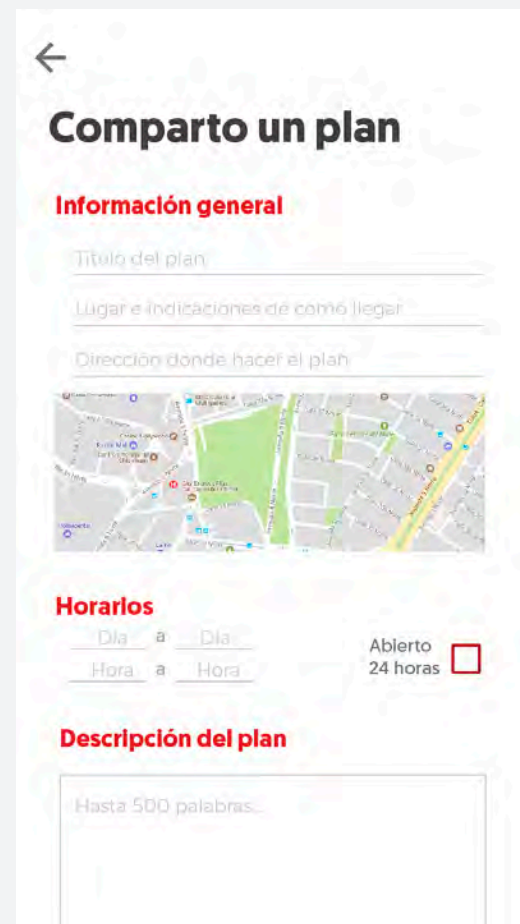 Comparto un plan
Información general
Título del plan
Lugar e indicaciones de como llegar
Dirección donde hacer el plan
Horarios
Día a Día
Hora a Hora
Abierto
24 horas
Descripción del plan
Hasta 500 palabras...